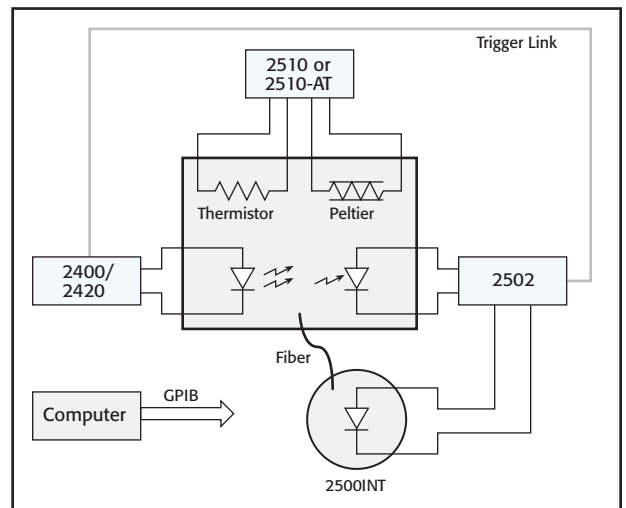 Trigger Link
2510 or
2510-AT
Thermistor
Peltier
2400/
2420
2502
Fiber
GPIB
Computer
2500INT